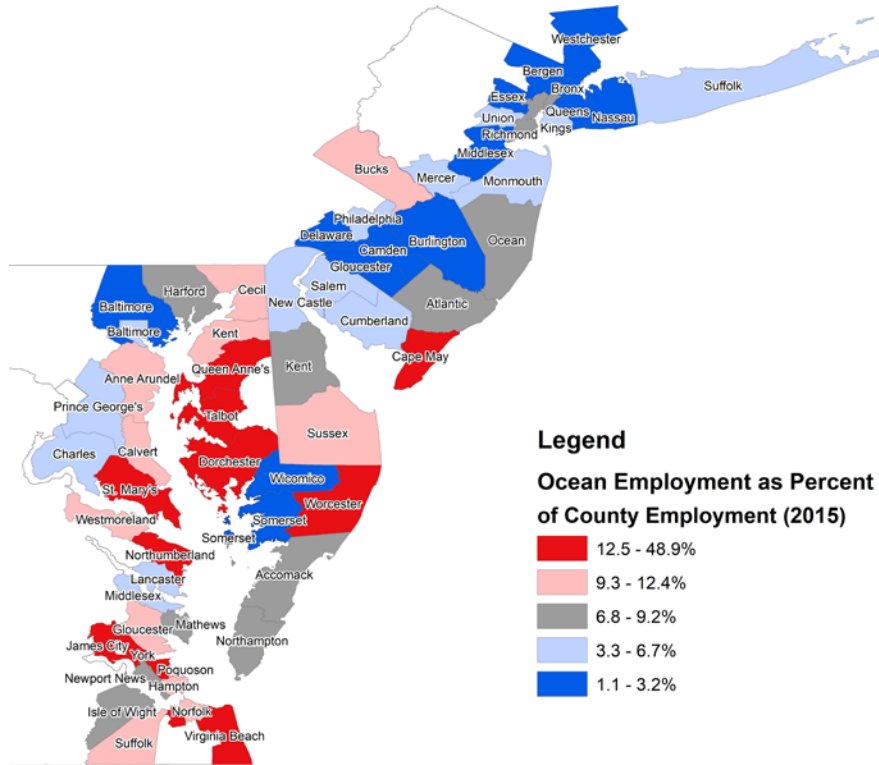 Westchester
Bergen
Bronx
Suffolk
Essex
Union
Queens
Nassau
Richmond
Kings
Middlesex
Bucks
Mercer
Monmouth
Philadelphia
Delaware
Camden
Burlington
Ocean
Gloucester
Salem
New Castle
Cumberland
Atlantic
Cape May
Harford
Cecil
Baltimore
Baltimore
Kent
Kent
Queen Anne's
Anne Arundel
Prince George's
Talbot
Sussex
Charles
Calvert
Dorchester
Wicomico
St. Mary's
Worcester
Westmoreland
Somerset
Somerset
Northumberland
Accomack
Lancaster
Middlesex
Mathews
Gloucester
Northampton
James City
York
Poquoson
Newport News
Hampton
Isle of Wight
Norfolk
Suffolk
Virginia Beach
Legend
Ocean Employment as Percent
of County Employment (2015)
12.5 - 48.9%
9.3 - 12.4%
6.8 - 9.2%
3.3 - 6.7%
1.1 - 3.2%